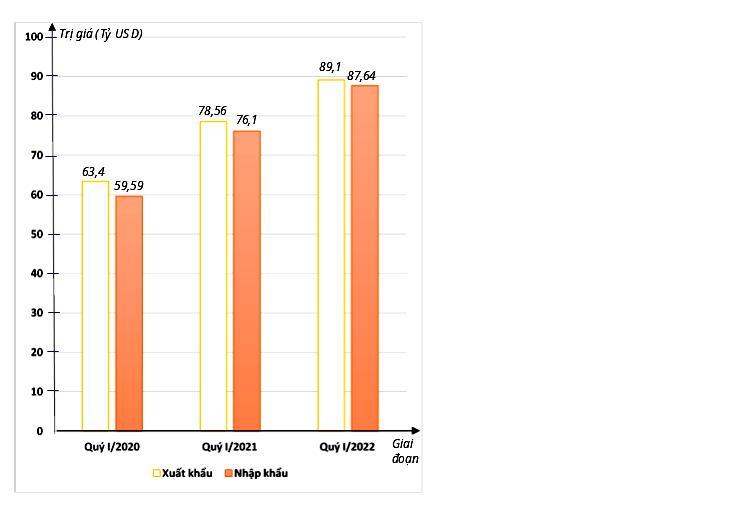 Trị giá (Tỷ USD)
100
90
80
70
60
50
40
30
20
10
0
63,4
59,59
78,56
76,1
89,1
87,64
Quý I/2020
Quý I/2021
Quý I/2022
Giai
đoạn
Xuất khẩu
Nhập khẩu